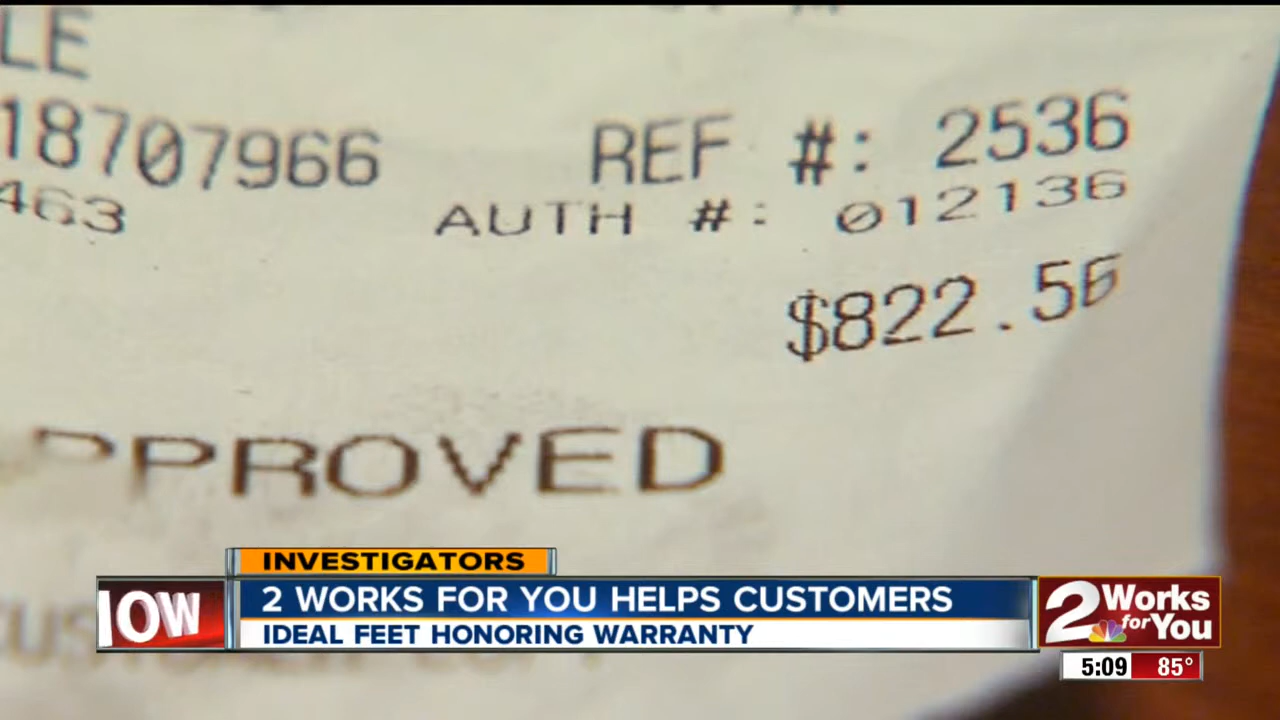 LE
18707966 REF #: 2536
463 AUTH #: 012136
$822.56
PPROVED
INVESTIGATORS
IOW
2 WORKS FOR YOU HELPS CUSTOMERS
IDEAL FEET HONORING WARRANTY
2 Works for You
5:09 85°